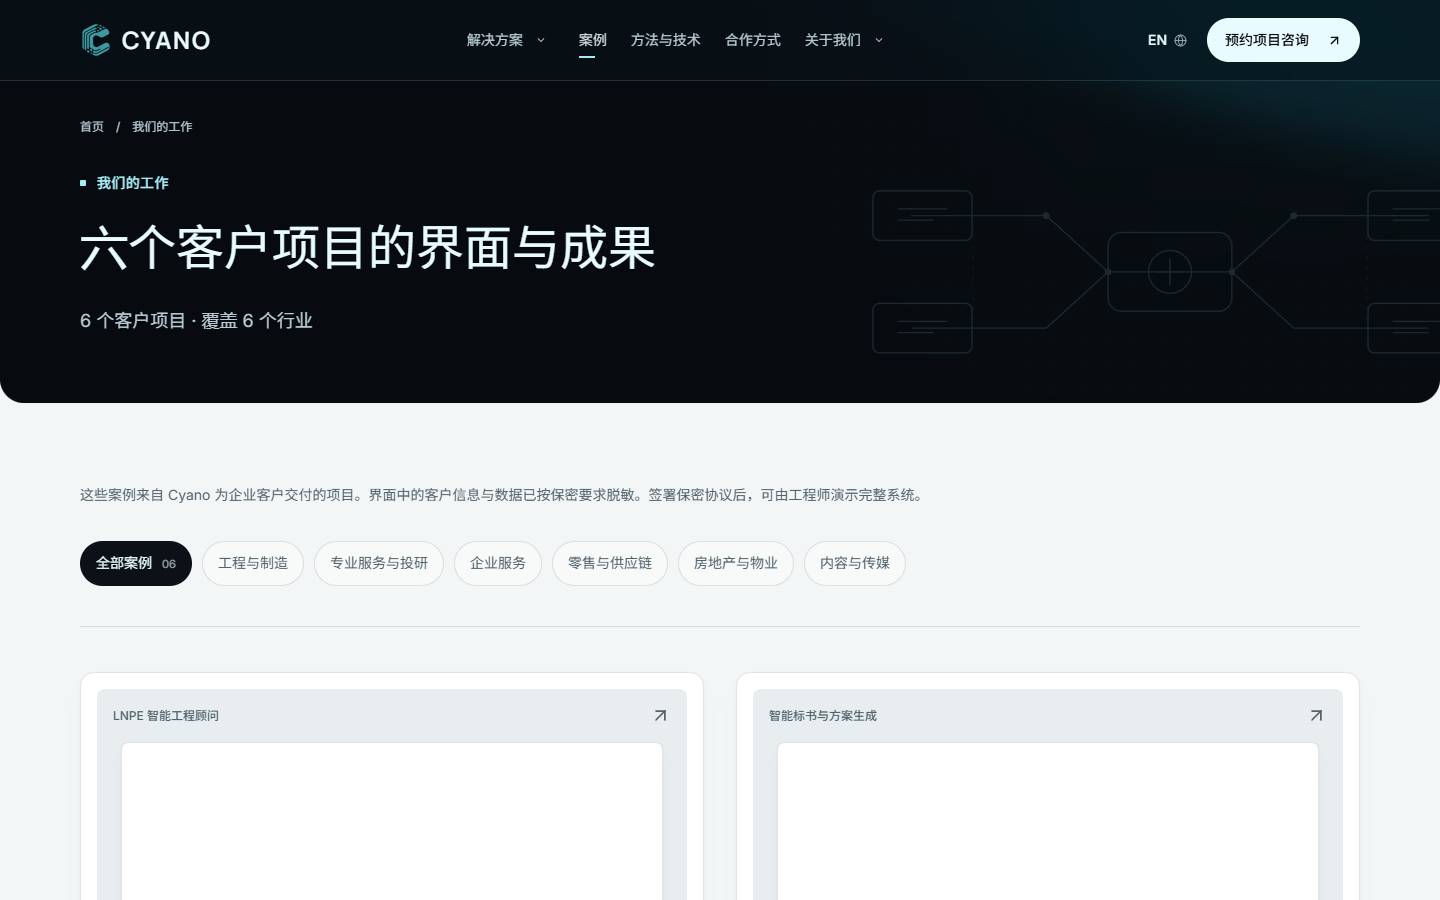 CYANO
解决方案
案例
方法与技术
合作方式
关于我们
EN
预约项目咨询
首页 / 我们的工作
我们的工作
六个客户项目的界面与成果
6 个客户项目 · 覆盖 6 个行业
这些案例来自 Cyano 为企业客户交付的项目。界面中的客户信息与数据已按保密要求脱敏。签署保密协议后，可由工程师演示完整系统。
全部案例 06
工程与制造
专业服务与投研
企业服务
零售与供应链
房地产与物业
内容与传媒
LNPE 智能工程顾问
智能标书与方案生成